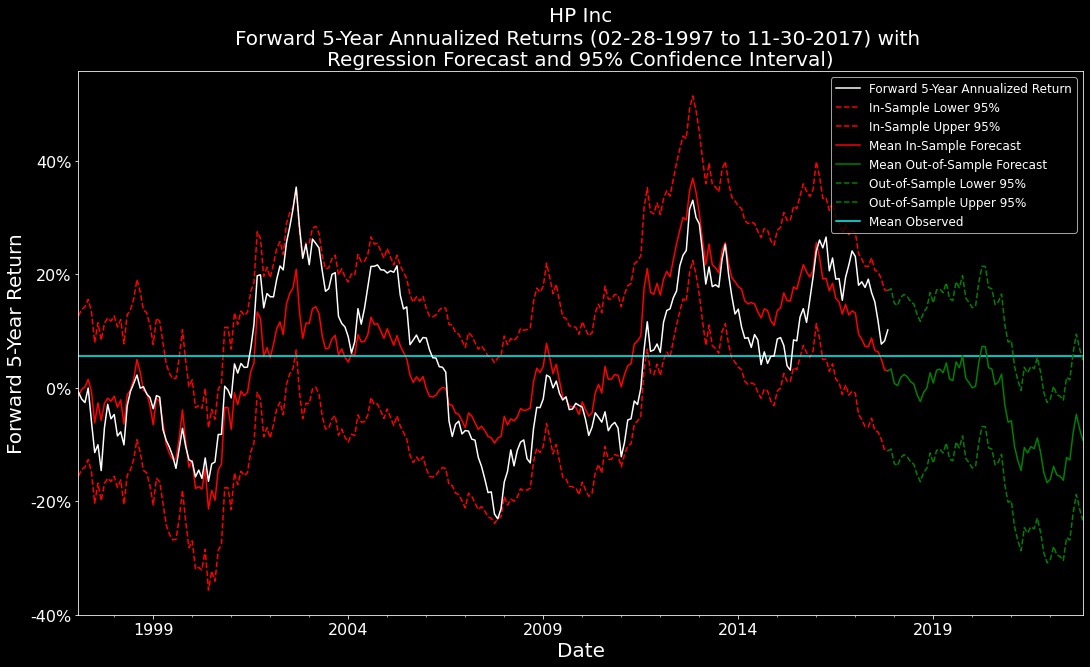 HP Inc
Forward 5-Year Annualized Returns (02-28-1997 to 11-30-2017) with
Regression Forecast and 95% Confidence Interval)
Forward 5-Year Annualized Return
In-Sample Lower 95%
In-Sample Upper 95%
Mean In-Sample Forecast
Mean Out-of-Sample Forecast
Out-of-Sample Lower 95%
Out-of-Sample Upper 95%
Mean Observed
Forward 5-Year Return
40%
20%
0%
-20%
-40%
1999 2004 2009 2014 2019
Date